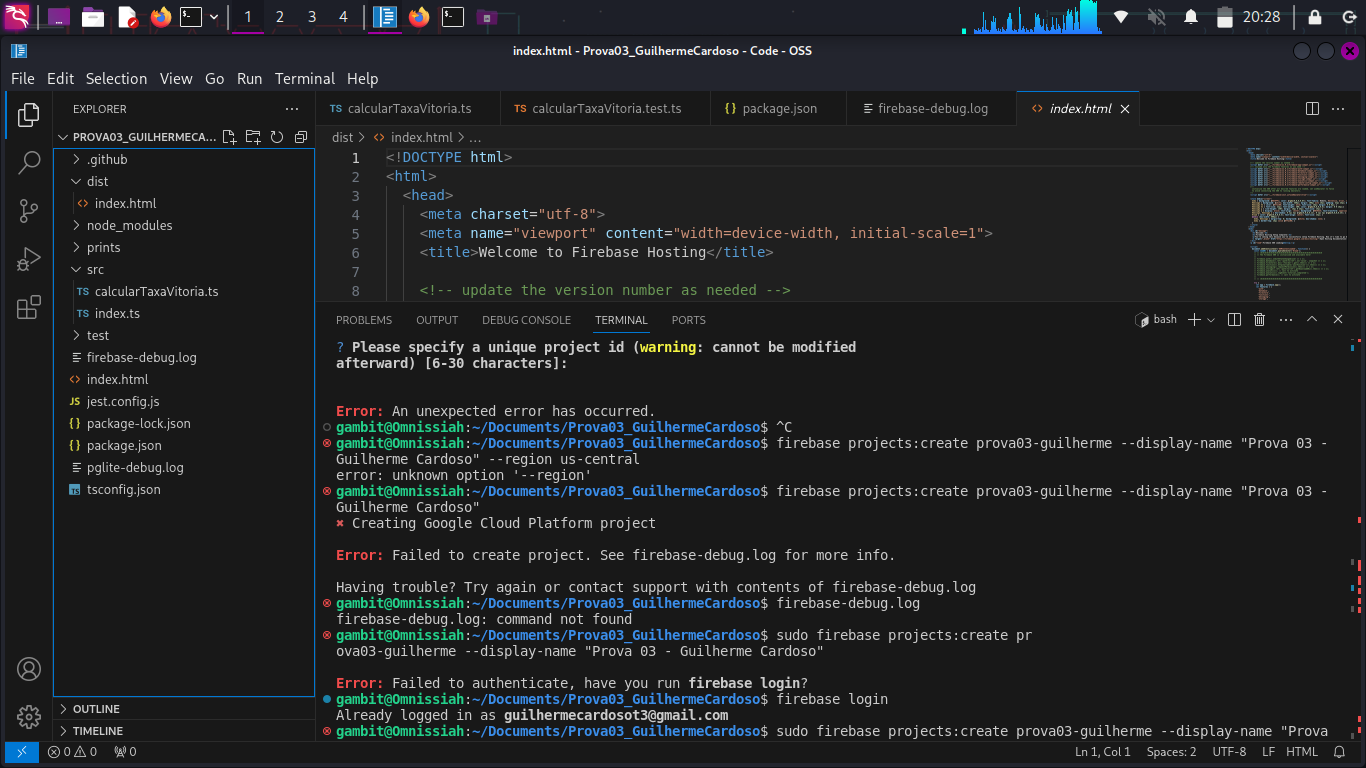 1
2
3
4
20:28
index.html - Prova03_GuilhermeCardoso - Code - OSS
File Edit Selection View Go Run Terminal Help
EXPLORER
PROVA03_GUILHERMECA...
.github
dist
index.html
node_modules
prints
src
TS calcularTaxaVitoria.ts
TS index.ts
test
firebase-debug.log
index.html
JS jest.config.js
{} package-lock.json
{} package.json
pglite-debug.log
TS tsconfig.json
OUTLINE
TIMELINE
TS calcularTaxaVitoria.ts
TS calcularTaxaVitoria.test.ts
{} package.json
firebase-debug.log
index.html
dist > index.html > ...
1 <!DOCTYPE html>
2 <html>
3 <head>
4 <meta charset="utf-8">
5 <meta name="viewport" content="width=device-width, initial-scale=1">
6 <title>Welcome to Firebase Hosting</title>
7
8 <!-- update the version number as needed -->
PROBLEMS OUTPUT DEBUG CONSOLE TERMINAL PORTS
bash
? Please specify a unique project id (warning: cannot be modified
afterward) [6-30 characters]:
Error: An unexpected error has occurred.
gambit@Omnissiah:~/Documents/Prova03_GuilhermeCardoso$ ^C
gambit@Omnissiah:~/Documents/Prova03_GuilhermeCardoso$ firebase projects:create prova03-guilherme --display-name "Prova 03 -
Guilherme Cardoso" --region us-central
error: unknown option '--region'
gambit@Omnissiah:~/Documents/Prova03_GuilhermeCardoso$ firebase projects:create prova03-guilherme --display-name "Prova 03 -
Guilherme Cardoso"
✖ Creating Google Cloud Platform project
Error: Failed to create project. See firebase-debug.log for more info.
Having trouble? Try again or contact support with contents of firebase-debug.log
gambit@Omnissiah:~/Documents/Prova03_GuilhermeCardoso$ firebase-debug.log
firebase-debug.log: command not found
gambit@Omnissiah:~/Documents/Prova03_GuilhermeCardoso$ sudo firebase projects:create pr
ova03-guilherme --display-name "Prova 03 - Guilherme Cardoso"
Error: Failed to authenticate, have you run firebase login?
gambit@Omnissiah:~/Documents/Prova03_GuilhermeCardoso$ firebase login
Already logged in as guilhermecardosot3@gmail.com
gambit@Omnissiah:~/Documents/Prova03_GuilhermeCardoso$ sudo firebase projects:create prova03-guilherme --display-name "Prova
0 0 0
Ln 1, Col 1 Spaces: 2 UTF-8 LF HTML